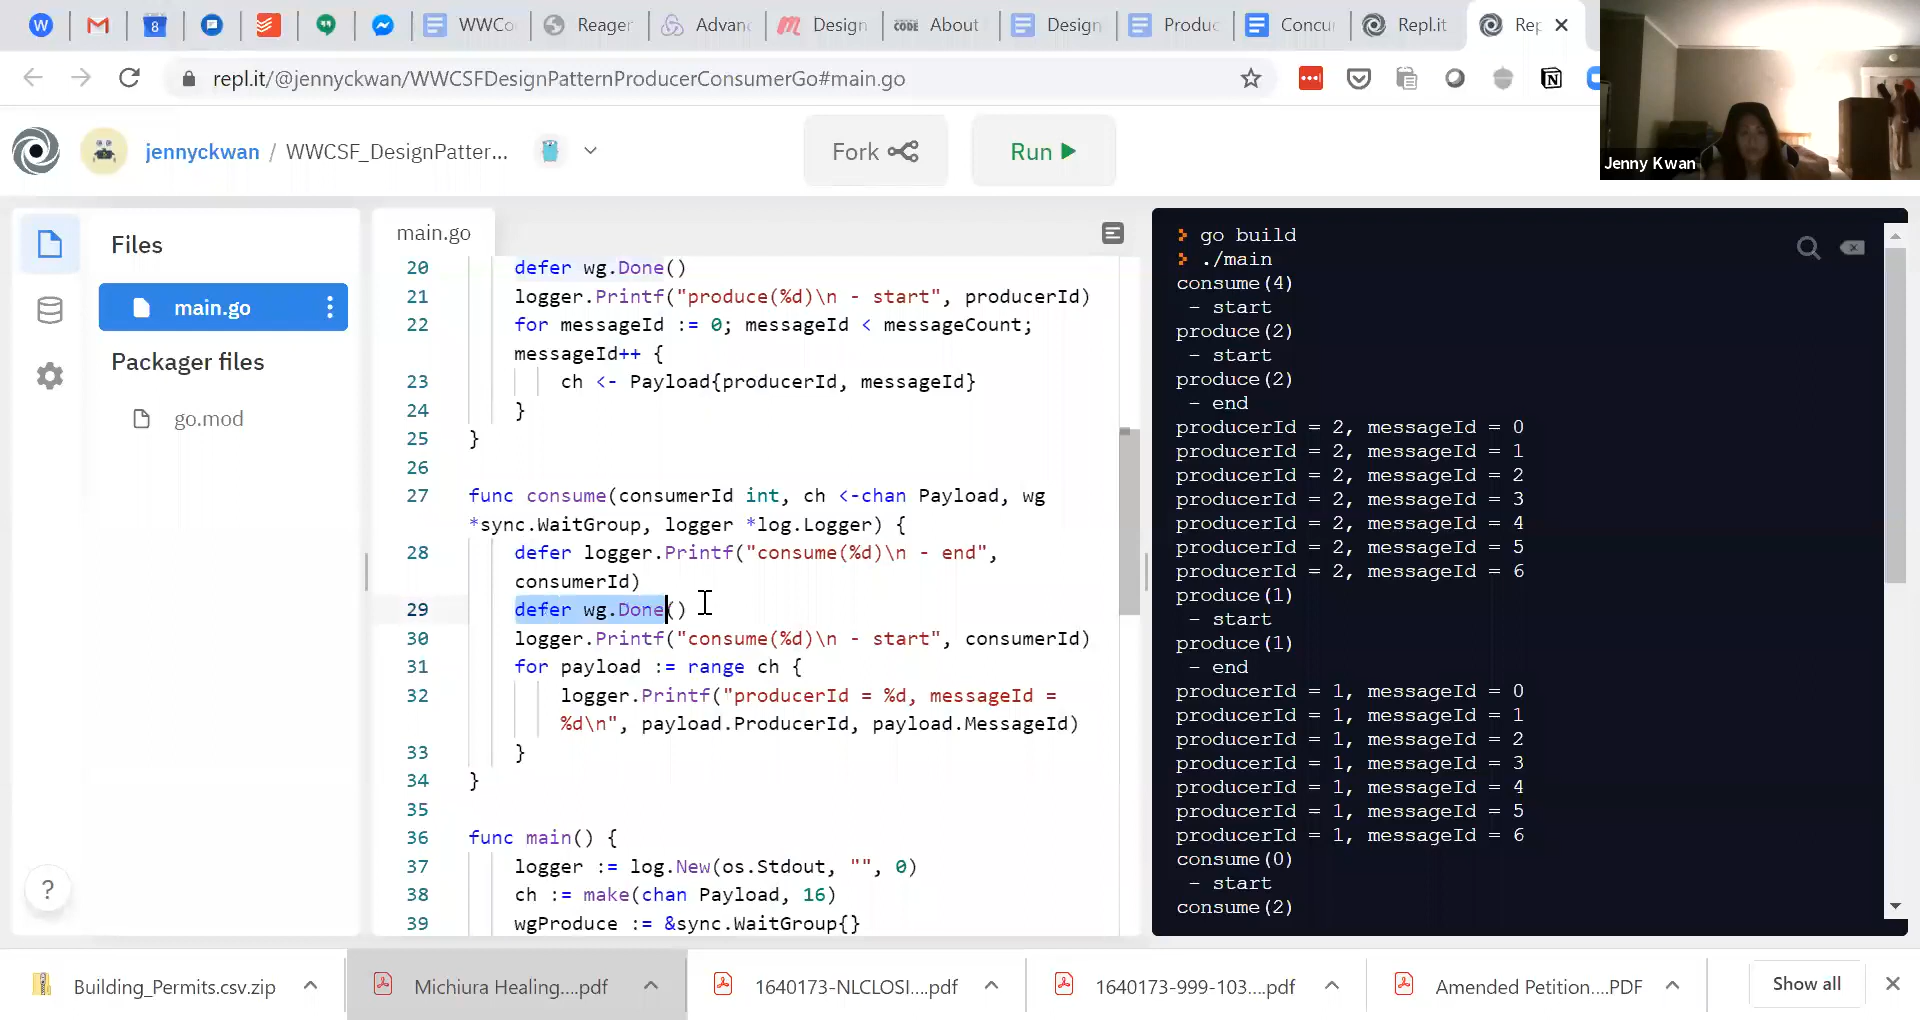 WWCo
Reager
Advan
Design
CODE
About
Design
Produc
Concur
Repl.it
Rep
repl.it/@jennyckwan/WWCSFDesignPatternProducerConsumerGo#main.go
Jenny Kwan
jennyckwan / WWCSF_DesignPatter...
Fork
Run
Files
main.go
Packager files
go.mod
main.go
20 defer wg.Done()
21 logger.Printf("produce(%d)\n - start", producerId)
22 for messageId := 0; messageId < messageCount;
messageId++ {
23 ch <- Payload{producerId, messageId}
24 }
25 }
26
27 func consume(consumerId int, ch <-chan Payload, wg
*sync.WaitGroup, logger *log.Logger) {
28 defer logger.Printf("consume(%d)\n - end",
consumerId)
29 defer wg.Done()
30 logger.Printf("consume(%d)\n - start", consumerId)
31 for payload := range ch {
32 logger.Printf("producerId = %d, messageId =
%d\n", payload.ProducerId, payload.MessageId)
33 }
34 }
35
36 func main() {
37 logger := log.New(os.Stdout, "", 0)
38 ch := make(chan Payload, 16)
39 wgProduce := &sync.WaitGroup{}
> go build
> ./main
consume(4)
- start
produce(2)
- start
produce(2)
- end
producerId = 2, messageId = 0
producerId = 2, messageId = 1
producerId = 2, messageId = 2
producerId = 2, messageId = 3
producerId = 2, messageId = 4
producerId = 2, messageId = 5
producerId = 2, messageId = 6
produce(1)
- start
produce(1)
- end
producerId = 1, messageId = 0
producerId = 1, messageId = 1
producerId = 1, messageId = 2
producerId = 1, messageId = 3
producerId = 1, messageId = 4
producerId = 1, messageId = 5
producerId = 1, messageId = 6
consume(0)
- start
consume(2)
?
Building_Permits.csv.zip
Michiura Healing....pdf
1640173-NLCLOSI....pdf
1640173-999-103....pdf
Amended Petition....PDF
Show all